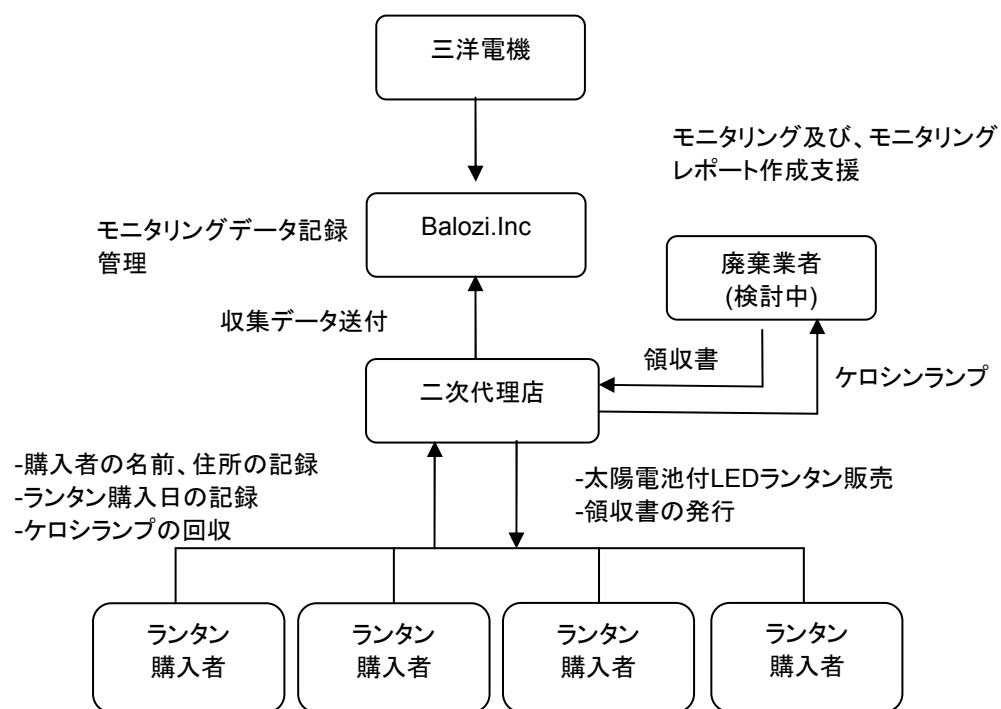 三洋電機
モニタリング及び、モニタリング
レポート作成支援
Balozi.Inc
モニタリングデータ記録
管理
廃棄業者
(検討中)
収集データ送付
領収書
ケロシンランプ
二次代理店
-購入者の名前、住所の記録
-ランタン購入日の記録
-ケロシランプの回収
-太陽電池付LEDランタン販売
-領収書の発行
ランタン
購入者
ランタン
購入者
ランタン
購入者
ランタン
購入者